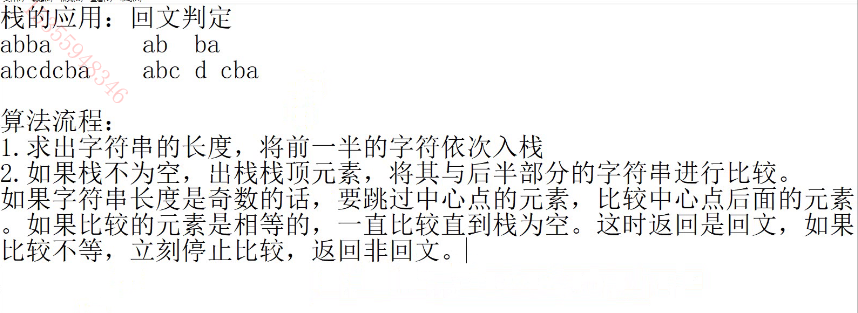 栈的应用：回文判定
abba ab ba
abcdcba abc d cba
算法流程：
1.求出字符串的长度，将前一半的字符依次入栈
2.如果栈不为空，出栈栈顶元素，将其与后半部分的字符串进行比较。
如果字符串长度是奇数的话，要跳过中心点的元素，比较中心点后面的元素
。如果比较的元素是相等的，一直比较直到栈为空。这时返回是回文，如果
比较不等，立刻停止比较，返回非回文。